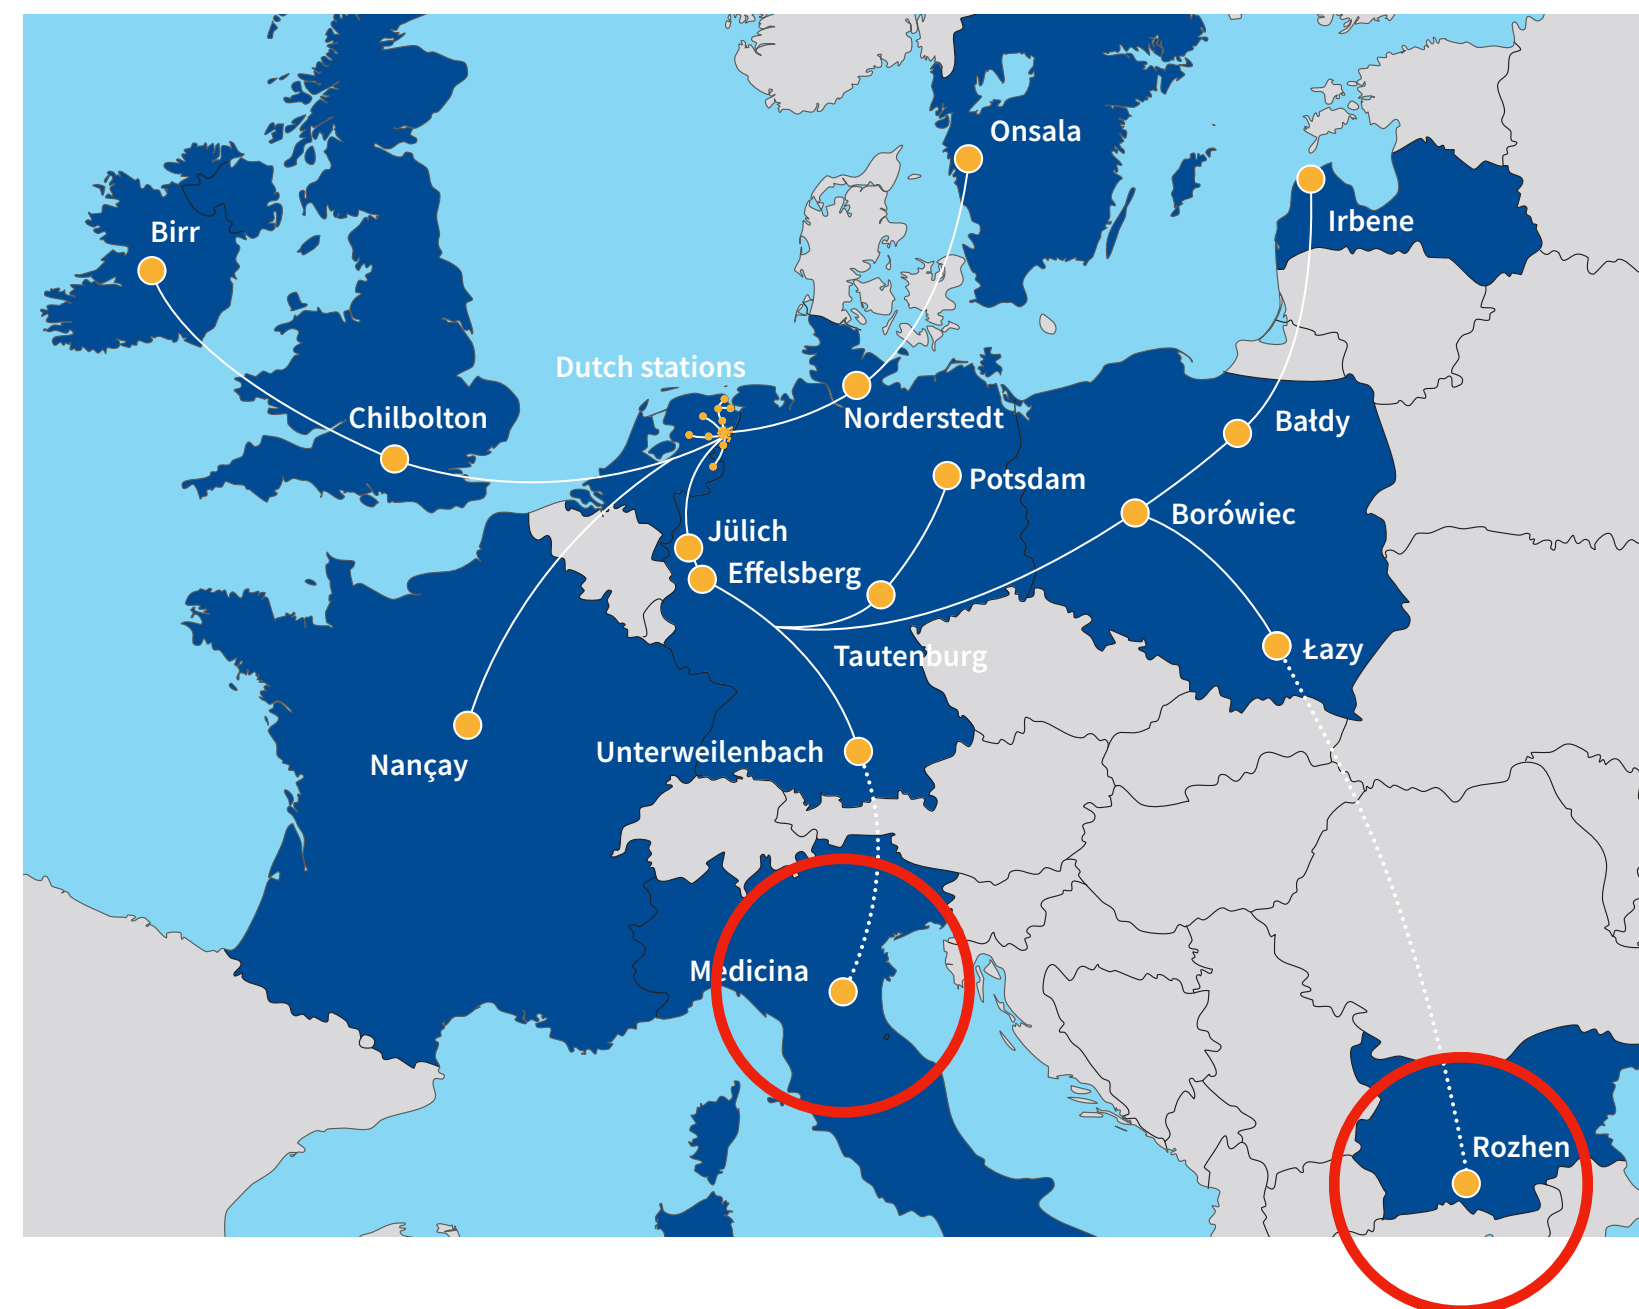 Onsala
Irbene
Birr
Dutch stations
Chilbolton
Norderstedt
Bałdy
Potsdam
Borówiec
Jülich
Effelsberg
Tautenburg
Łazy
Unterweilenbach
Nançay
Medicina
Rozhen